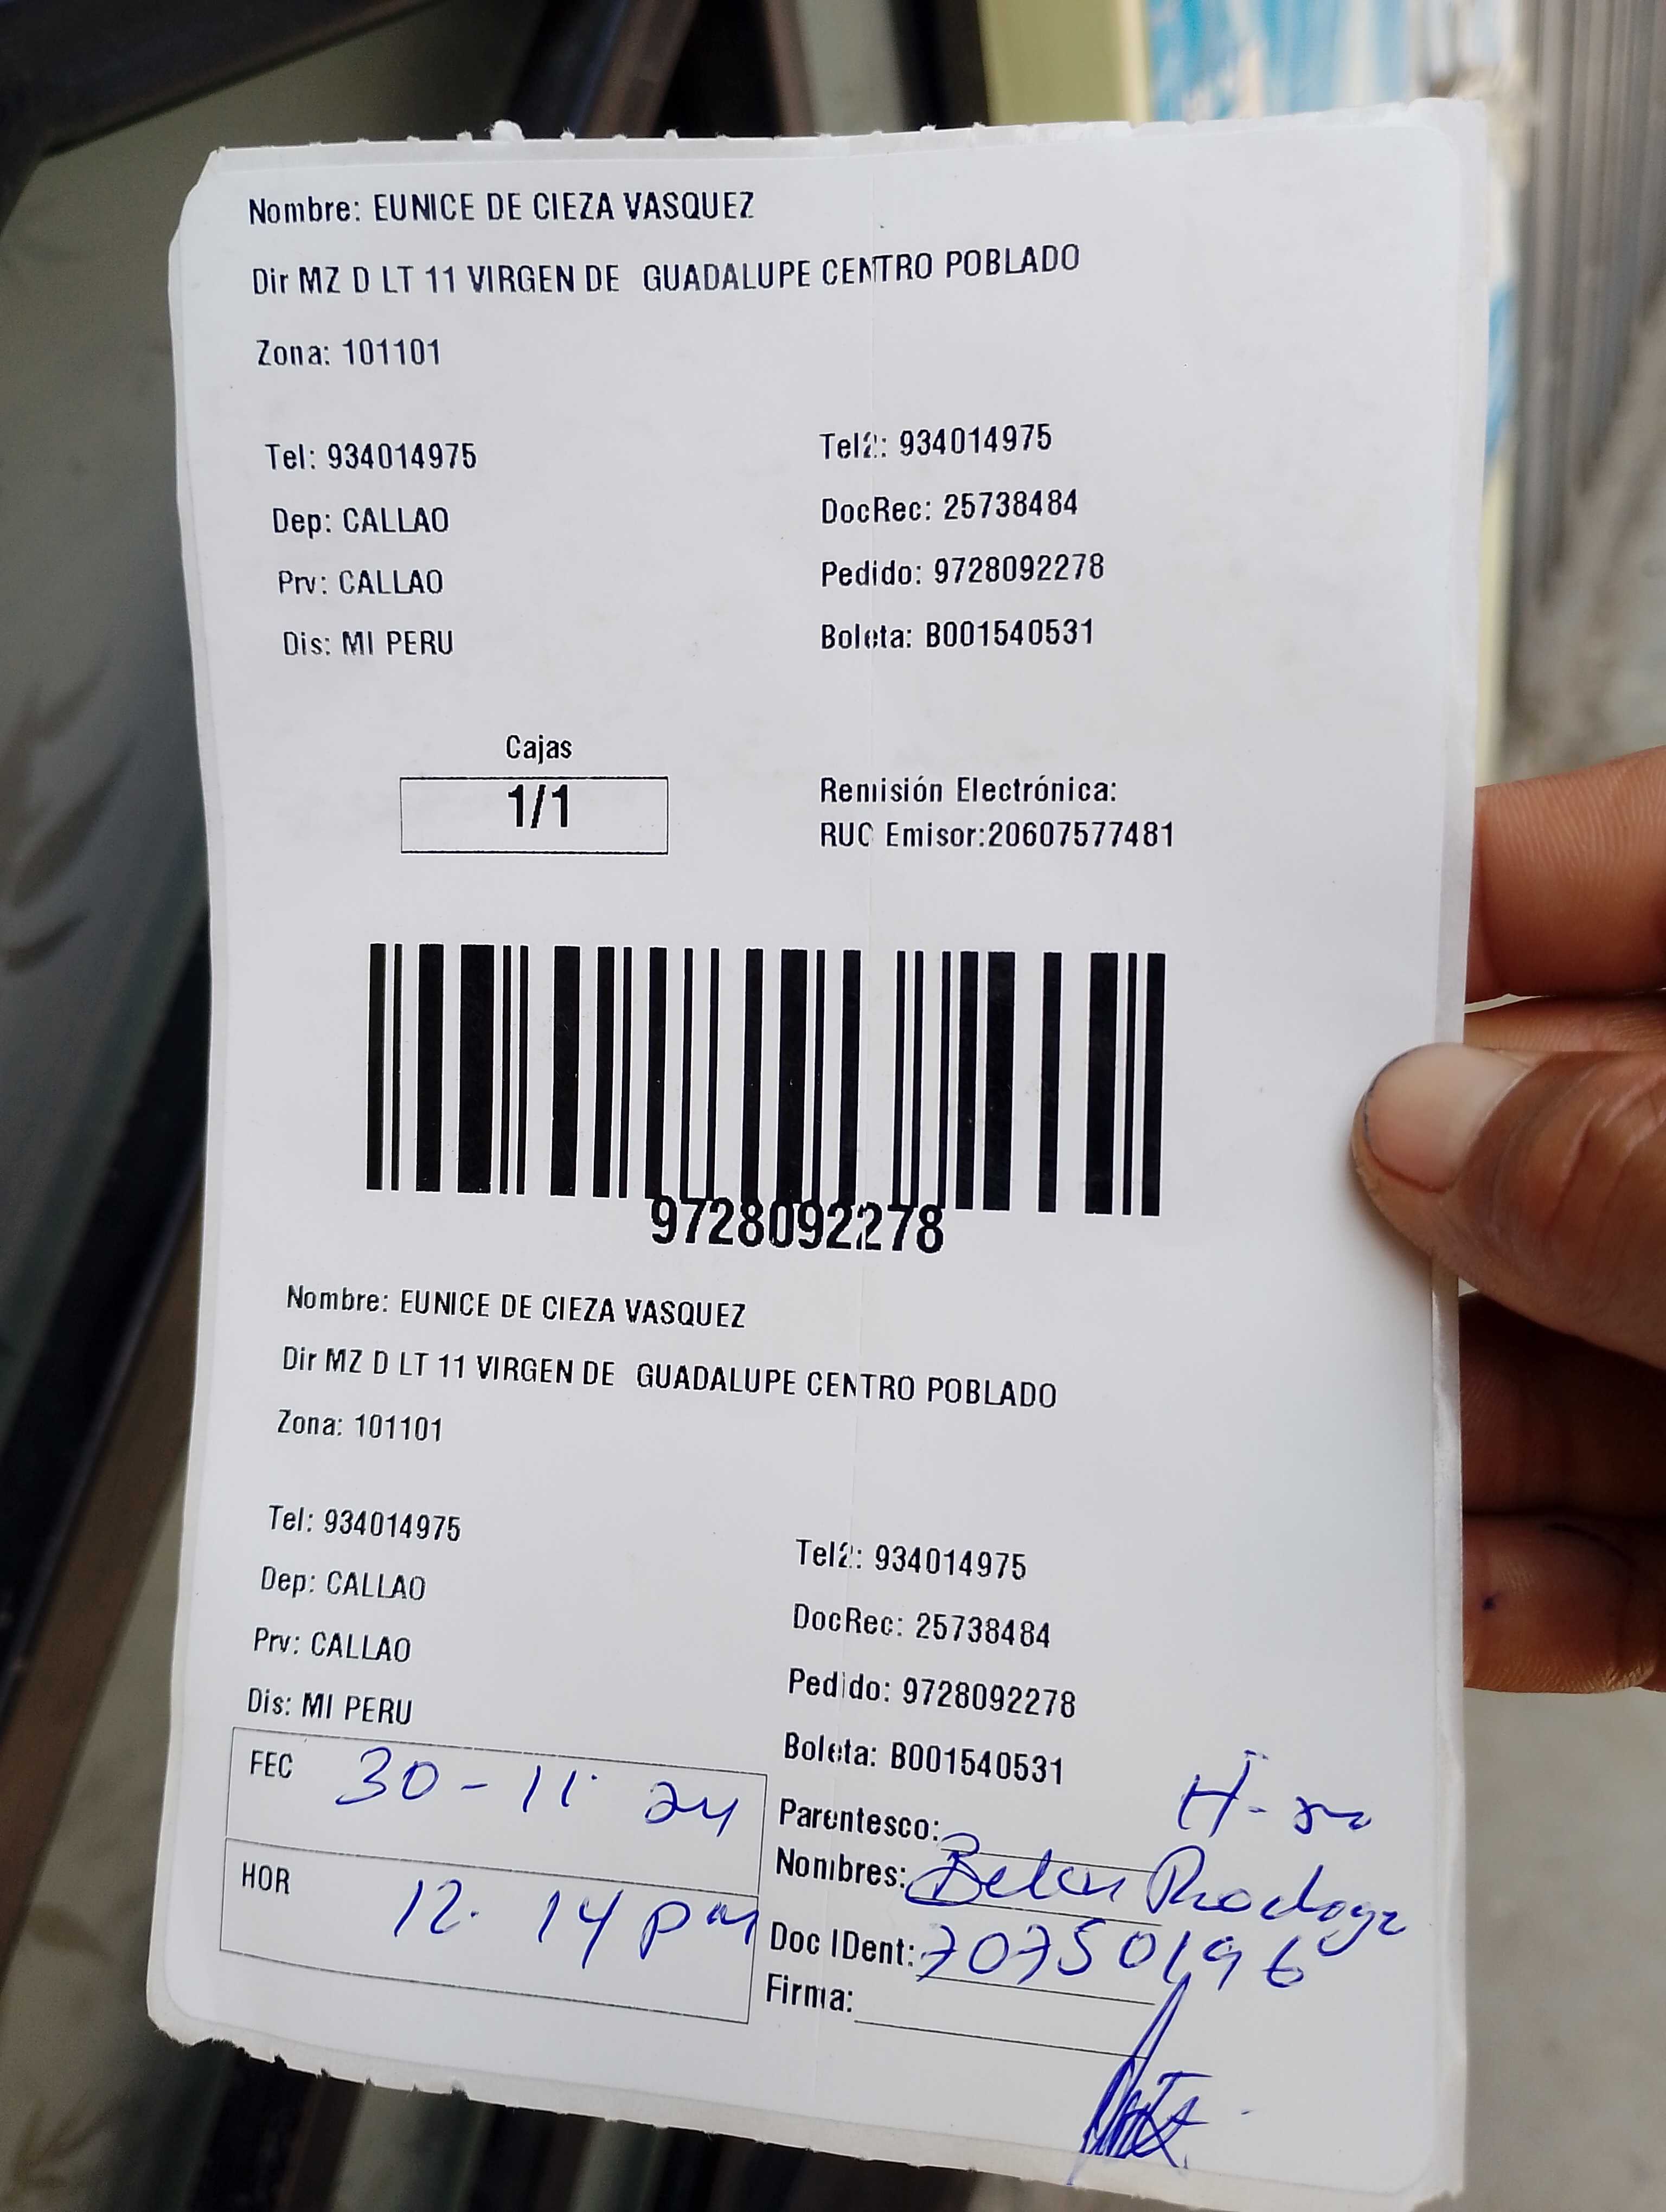 Nombre: EUNICE DE CIEZA VASQUEZ
Dir MZ D LT 11 VIRGEN DE GUADALUPE CENTRO POBLADO
Zona: 101101
Tel: 934014975
Tel2: 934014975
Dep: CALLAO
DocRec: 25738484
Prv: CALLAO
Pedido: 9728092278
Dis: MI PERU
Boleta: B001540531
Cajas
1/1
Remisión Electrónica:
RUC Emisor:20607577481
9728092278
Nombre: EUNICE DE CIEZA VASQUEZ
Dir MZ D LT 11 VIRGEN DE GUADALUPE CENTRO POBLADO
Zona: 101101
Tel: 934014975
Tel2: 934014975
Dep: CALLAO
DocRec: 25738484
Prv: CALLAO
Pedido: 9728092278
Dis: MI PERU
Boleta: B001540531
FEC 30-11 24
Parentesco:
Nombres: Belen
HOR 12. 14 pm
Doc IDent: 70750196
Firma: